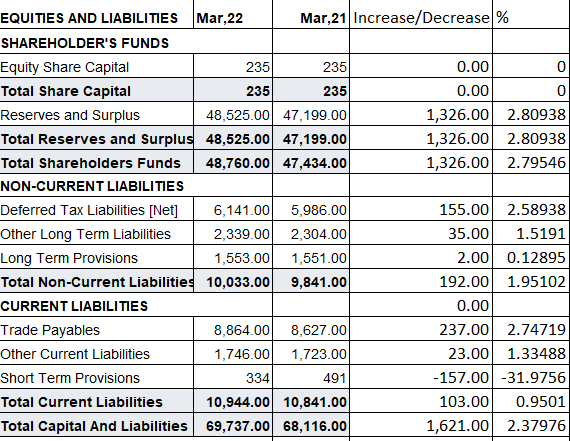 EQUITIES AND LIABILITIES Mar,22 Mar,21 Increase/Decrease %
SHAREHOLDER'S FUNDS
Equity Share Capital 235 235 0.00 0
Total Share Capital 235 235 0.00 0
Reserves and Surplus 48,525.00 47,199.00 1,326.00 2.80938
Total Reserves and Surplus 48,525.00 47,199.00 1,326.00 2.80938
Total Shareholders Funds 48,760.00 47,434.00 1,326.00 2.79546
NON-CURRENT LIABILITIES
Deferred Tax Liabilities [Net] 6,141.00 5,986.00 155.00 2.58938
Other Long Term Liabilities 2,339.00 2,304.00 35.00 1.5191
Long Term Provisions 1,553.00 1,551.00 2.00 0.12895
Total Non-Current Liabilities 10,033.00 9,841.00 192.00 1.95102
CURRENT LIABILITIES 0.00
Trade Payables 8,864.00 8,627.00 237.00 2.74719
Other Current Liabilities 1,746.00 1,723.00 23.00 1.33488
Short Term Provisions 334 491 -157.00 -31.9756
Total Current Liabilities 10,944.00 10,841.00 103.00 0.9501
Total Capital And Liabilities 69,737.00 68,116.00 1,621.00 2.37976